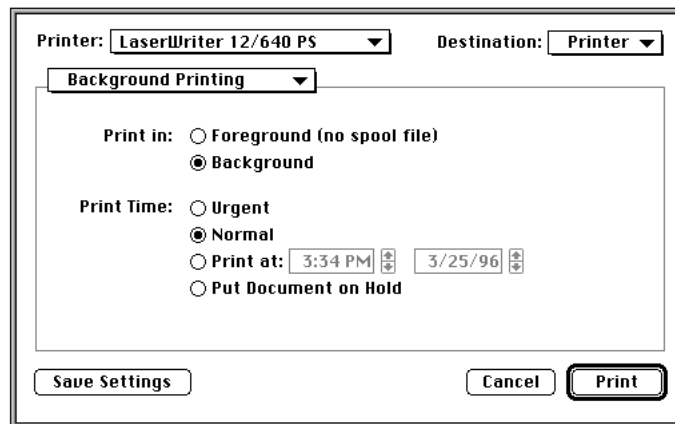 Printer: LaserWriter 12/640 PS Destination: Printer
Background Printing
Print in: Foreground (no spool file)
Background
Print Time: Urgent
Normal
Print at: 3:34 PM 3/25/96
Put Document on Hold
Save Settings Cancel Print